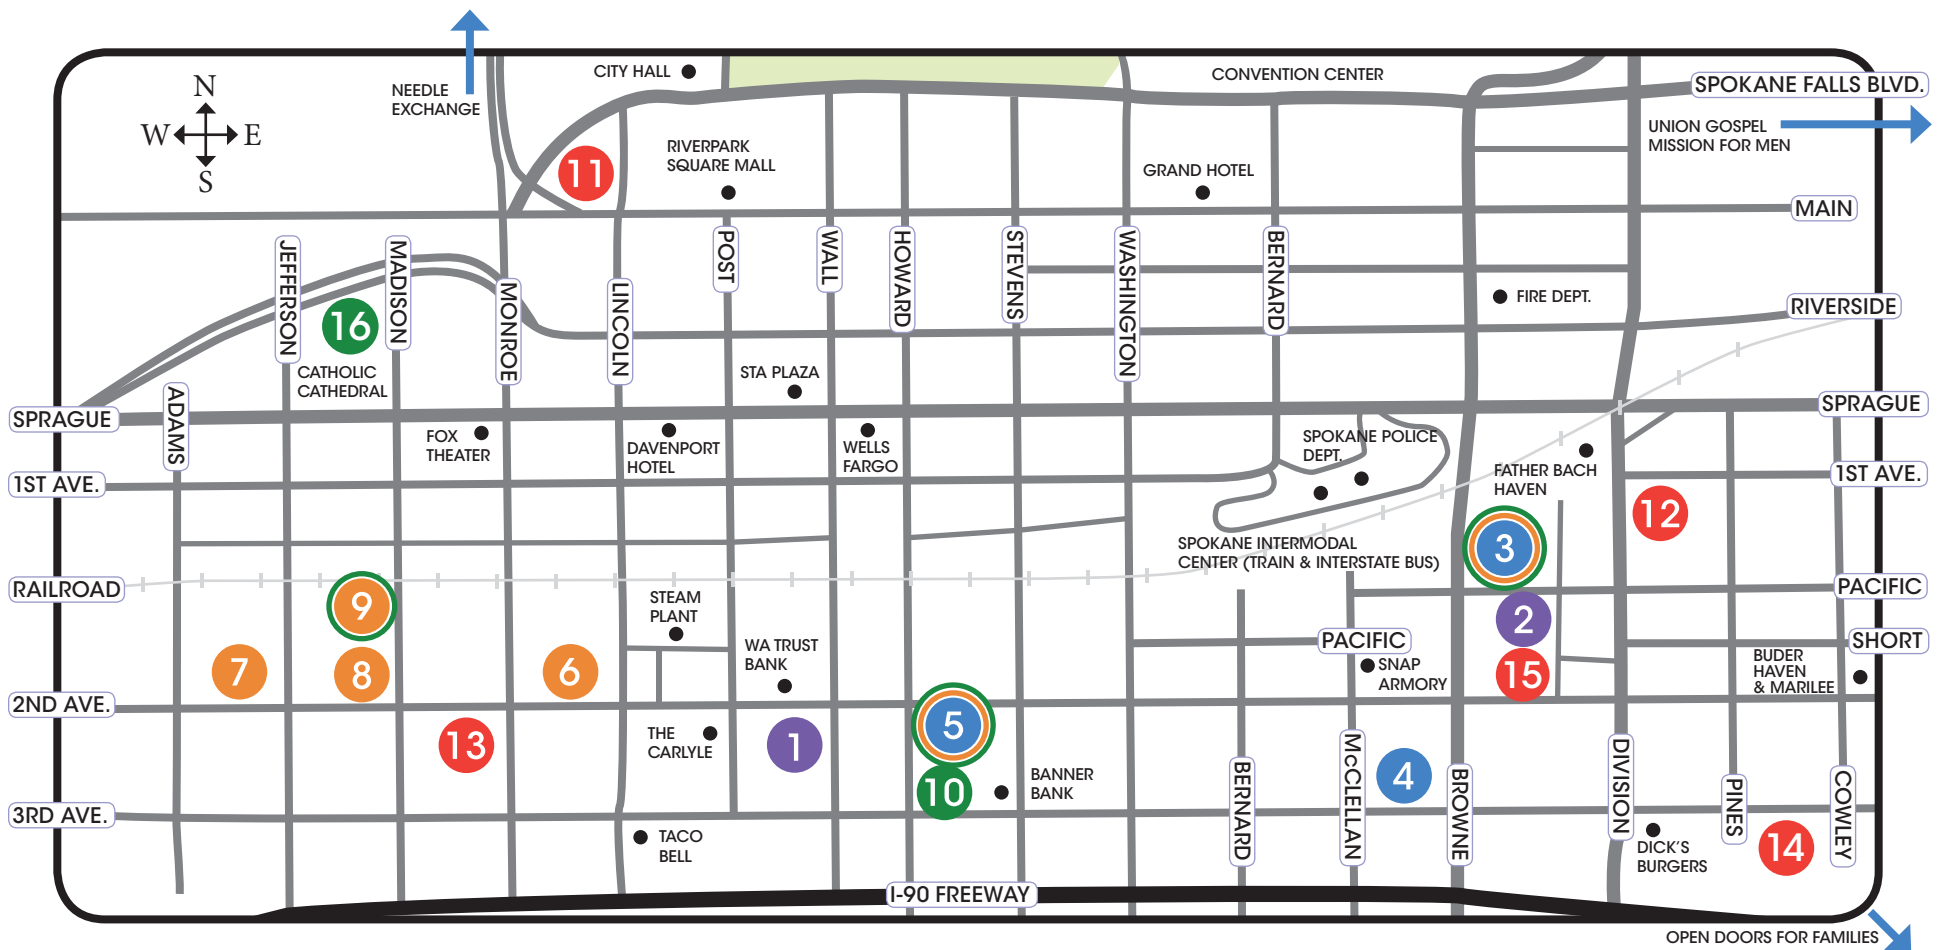 CITY HALL
CONVENTION CENTER
NEEDLE
EXCHANGE
SPOKANE FALLS BLVD.
N
W E
S
UNION GOSPEL
MISSION FOR MEN
RIVERPARK
SQUARE MALL
11
GRAND HOTEL
MAIN
JEFFERSON
MADISON
MONROE
LINCOLN
POST
WALL
HOWARD
STEVENS
WASHINGTON
BERNARD
FIRE DEPT.
RIVERSIDE
16
CATHOLIC
CATHEDRAL
STA PLAZA
ADAMS
SPRAGUE
SPRAGUE
FOX
THEATER
DAVENPORT
HOTEL
WELLS
FARGO
SPOKANE POLICE
DEPT.
FATHER BACH
HAVEN
1ST AVE.
1ST AVE.
12
3
SPOKANE INTERMODAL
CENTER (TRAIN & INTERSTATE BUS)
RAILROAD
PACIFIC
9
STEAM
PLANT
2
WA TRUST
BANK
PACIFIC
SHORT
7
8
6
SNAP
ARMORY
15
BUDER
HAVEN
& MARILEE
2ND AVE.
13
THE
CARLYLE
1
5
10
BANNER
BANK
BERNARD
McCLELLAN
4
BROWNE
DIVISION
PINES
COWLEY
3RD AVE.
TACO
BELL
DICK'S
BURGERS
14
I-90 FREEWAY
OPEN DOORS FOR FAMILIES